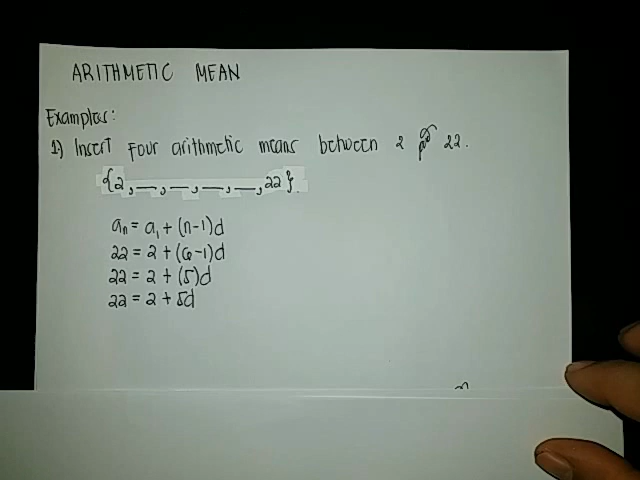 ARITHMETIC MEAN
Examples:
1) Insert four arithmetic means between 2 & 22.
{2, __, __, __, __, 22}.
aₙ = a₁ + (n-1)d
22 = 2 + (6-1)d
22 = 2 + (5)d
22 = 2 + 5d